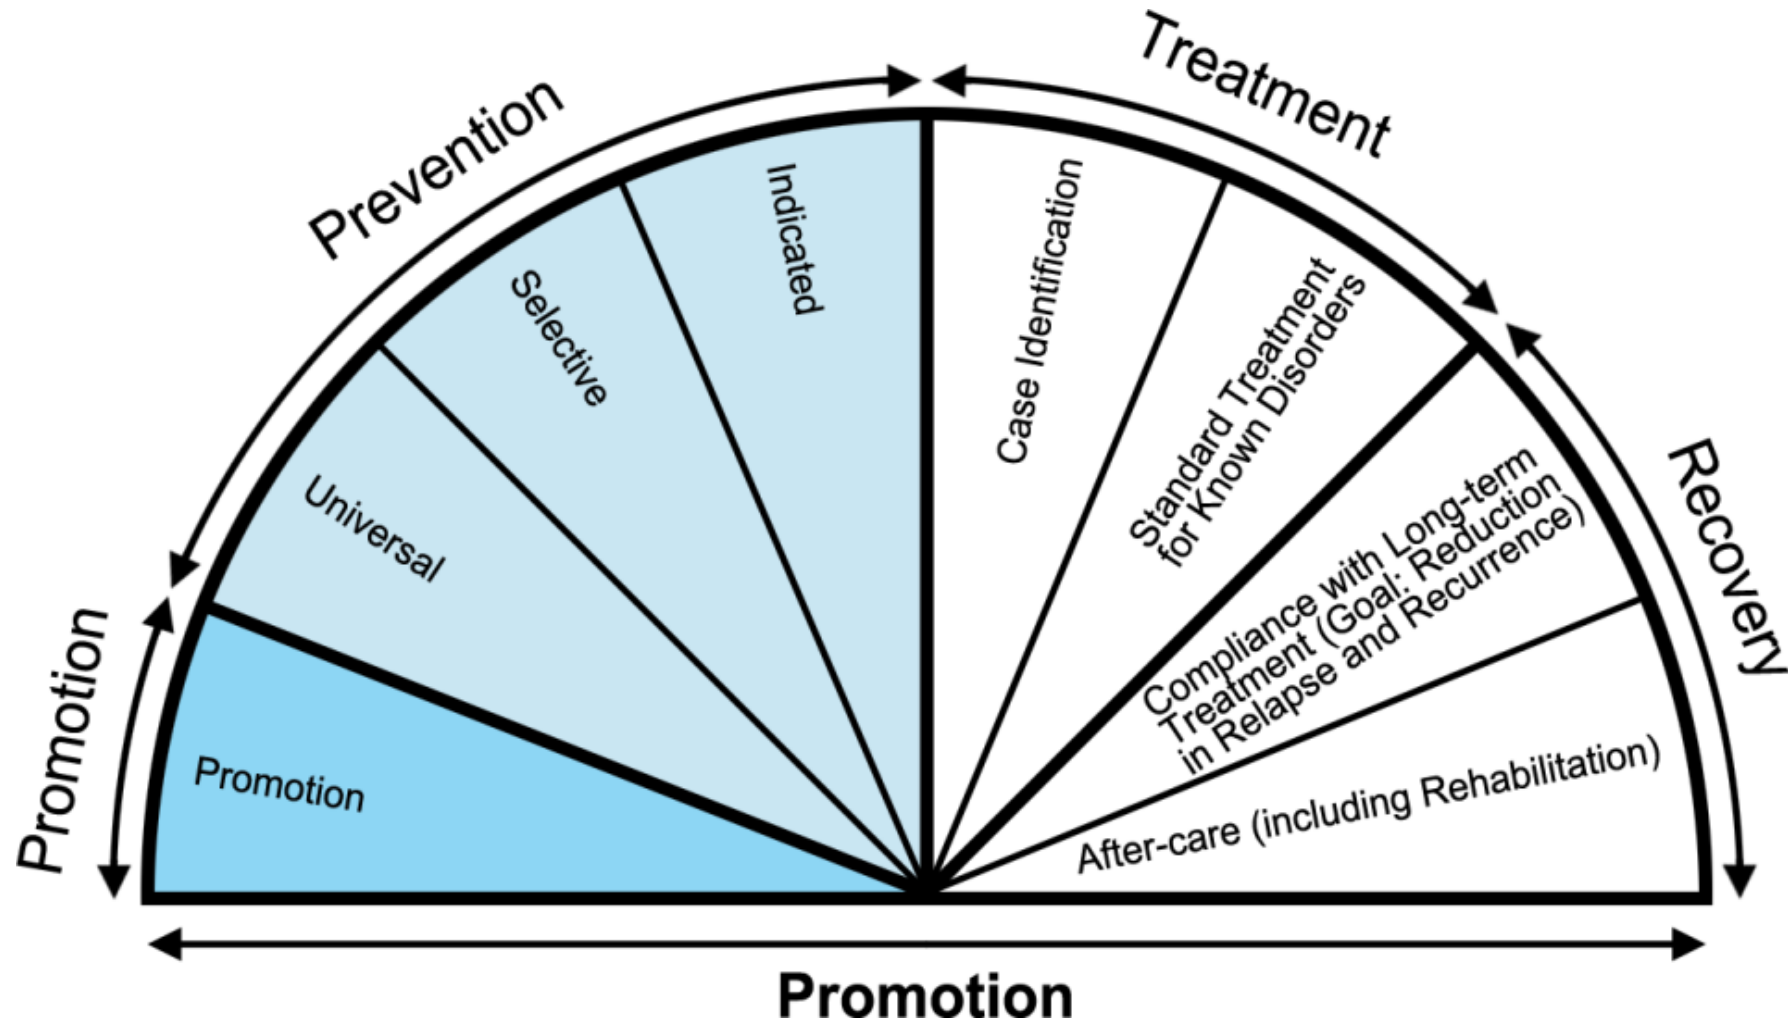 Treatment
Prevention
Indicated
Case Identification
Selective
Standard Treatment
for Known Disorders
Recovery
Universal
Compliance with Long-term
Treatment (Goal: Reduction
in Relapse and Recurrence)
Promotion
Promotion
After-care (including Rehabilitation)
Promotion